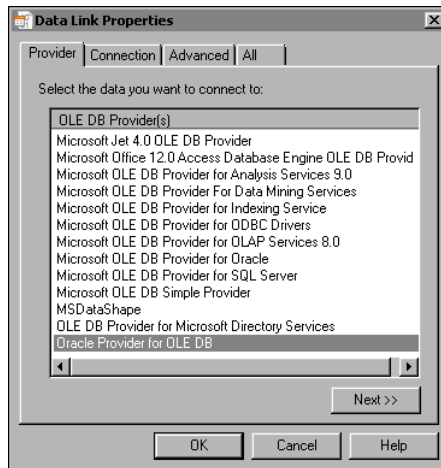 Data Link Properties
Provider Connection Advanced All
Select the data you want to connect to:
OLE DB Provider(s)
Microsoft Jet 4.0 OLE DB Provider
Microsoft Office 12.0 Access Database Engine OLE DB Provid
Microsoft OLE DB Provider for Analysis Services 9.0
Microsoft OLE DB Provider For Data Mining Services
Microsoft OLE DB Provider for Indexing Service
Microsoft OLE DB Provider for ODBC Drivers
Microsoft OLE DB Provider for OLAP Services 8.0
Microsoft OLE DB Provider for Oracle
Microsoft OLE DB Provider for SQL Server
Microsoft OLE DB Simple Provider
MSDataShape
OLE DB Provider for Microsoft Directory Services
Oracle Provider for OLE DB
Next >>
OK Cancel Help